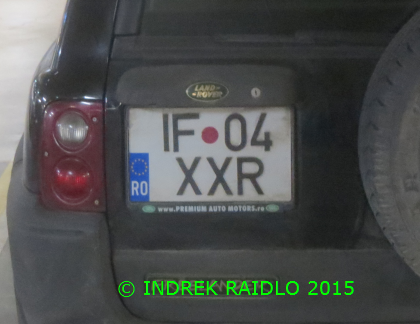 LAND-
ROVER
IF 04
XXR
RO
www.PREMIUM AUTO MOTORS.ro
© INDREK RAIDLO 2015